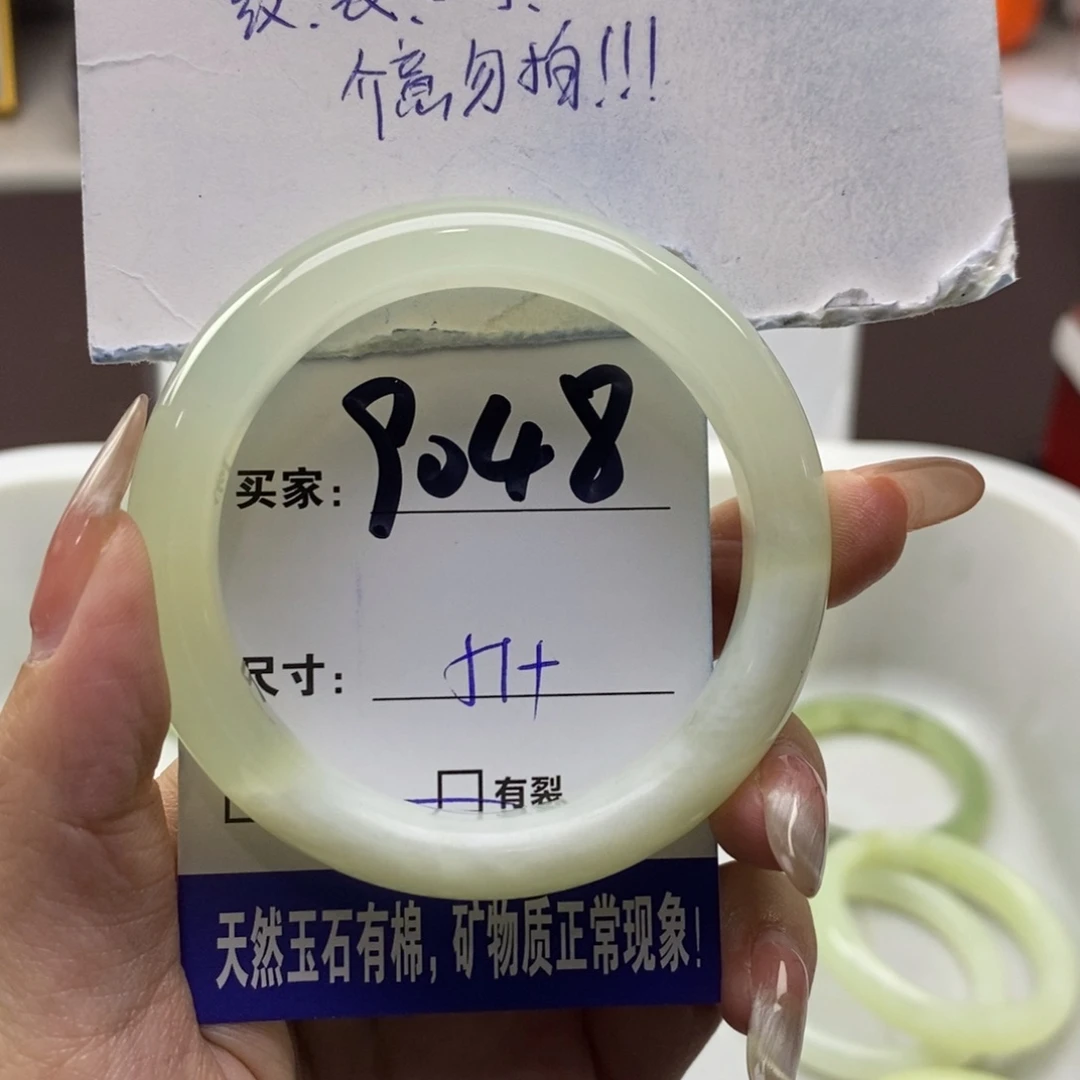 介意勿拍!!!
买家: 9048
尺寸:
有裂
天然玉石有棉, 矿物质正常现象!